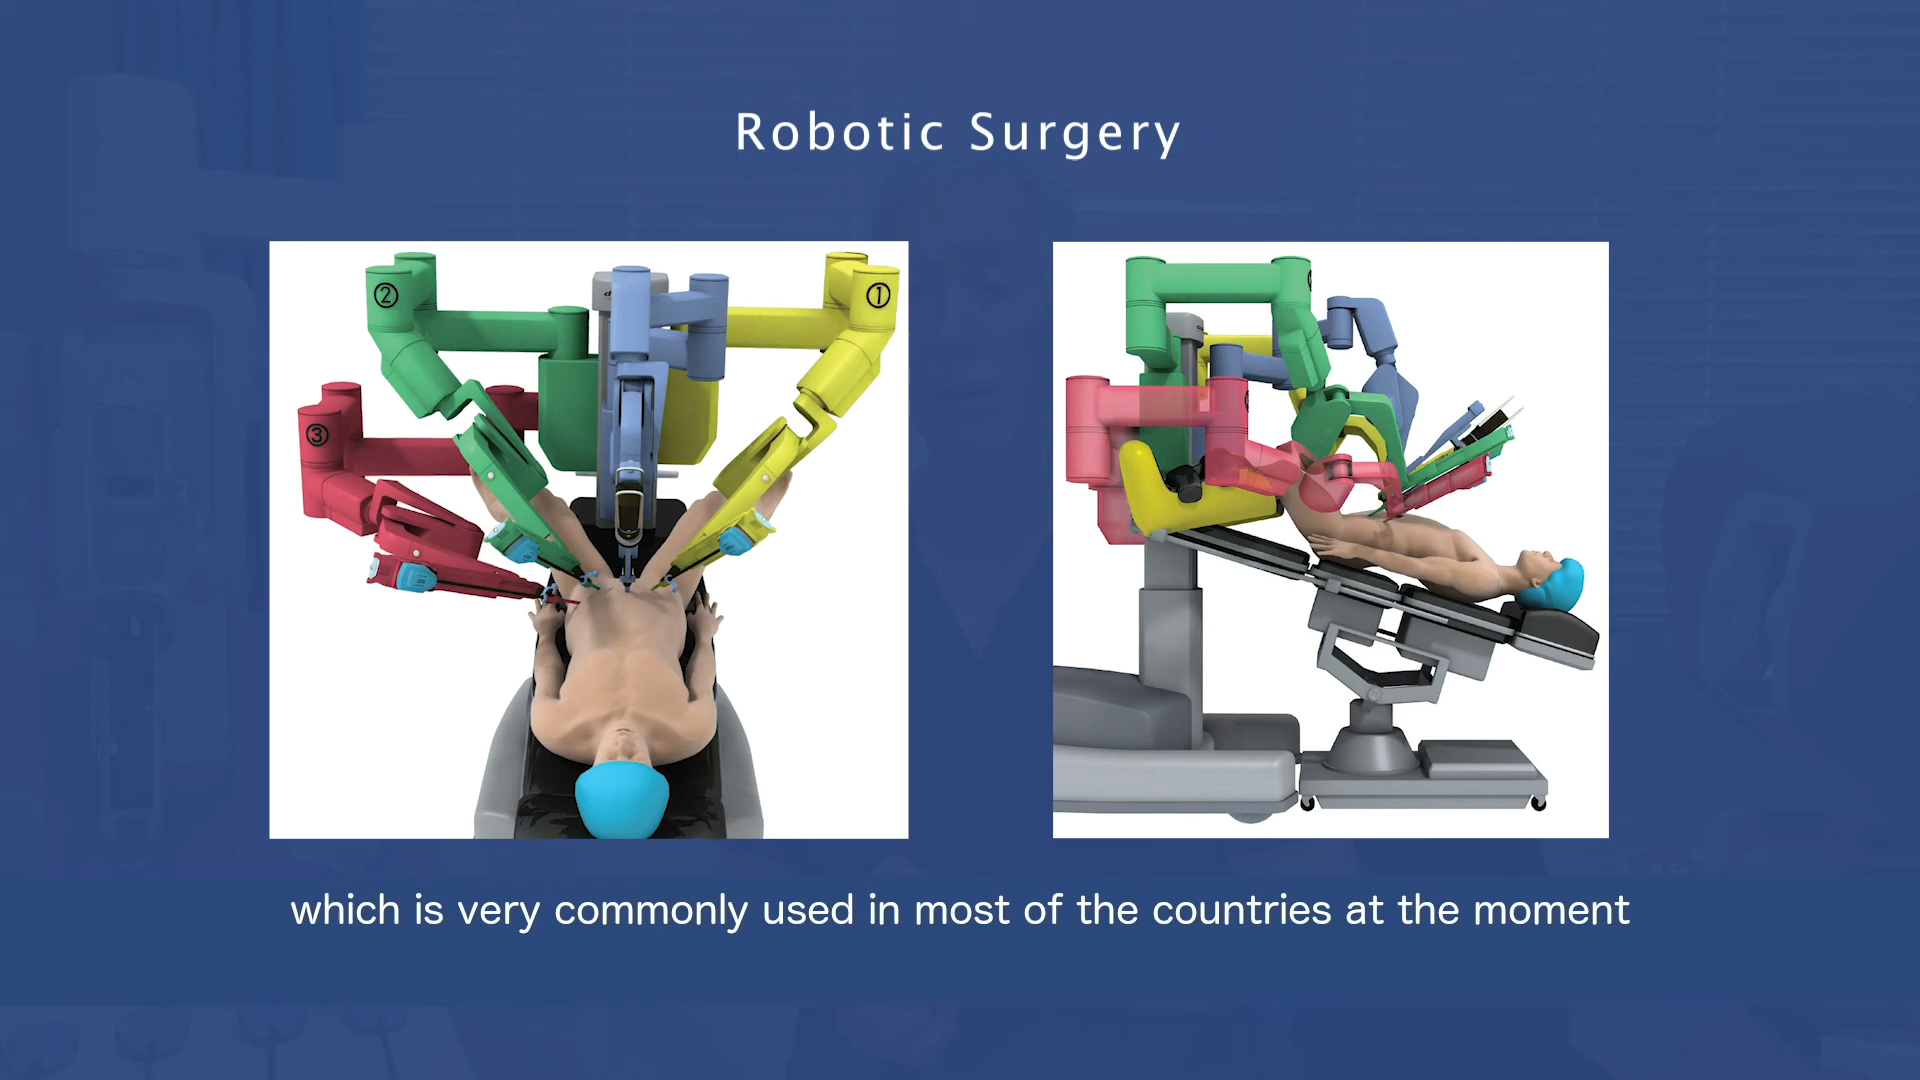 Robotic Surgery
②
①
③
which is very commonly used in most of the countries at the moment